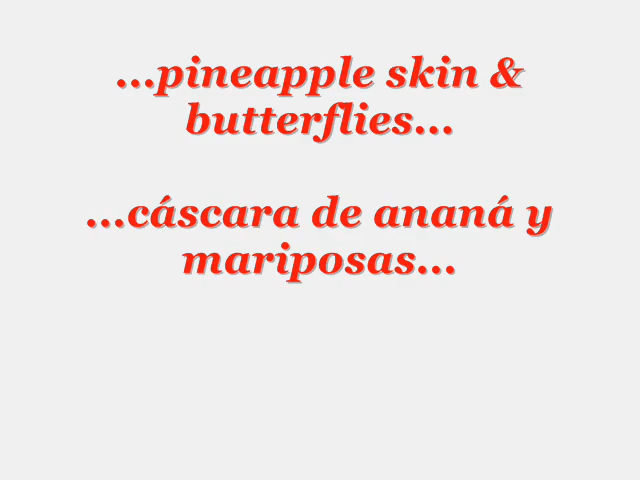 ...pineapple skin &
butterflies...
...cáscara de ananá y
mariposas...